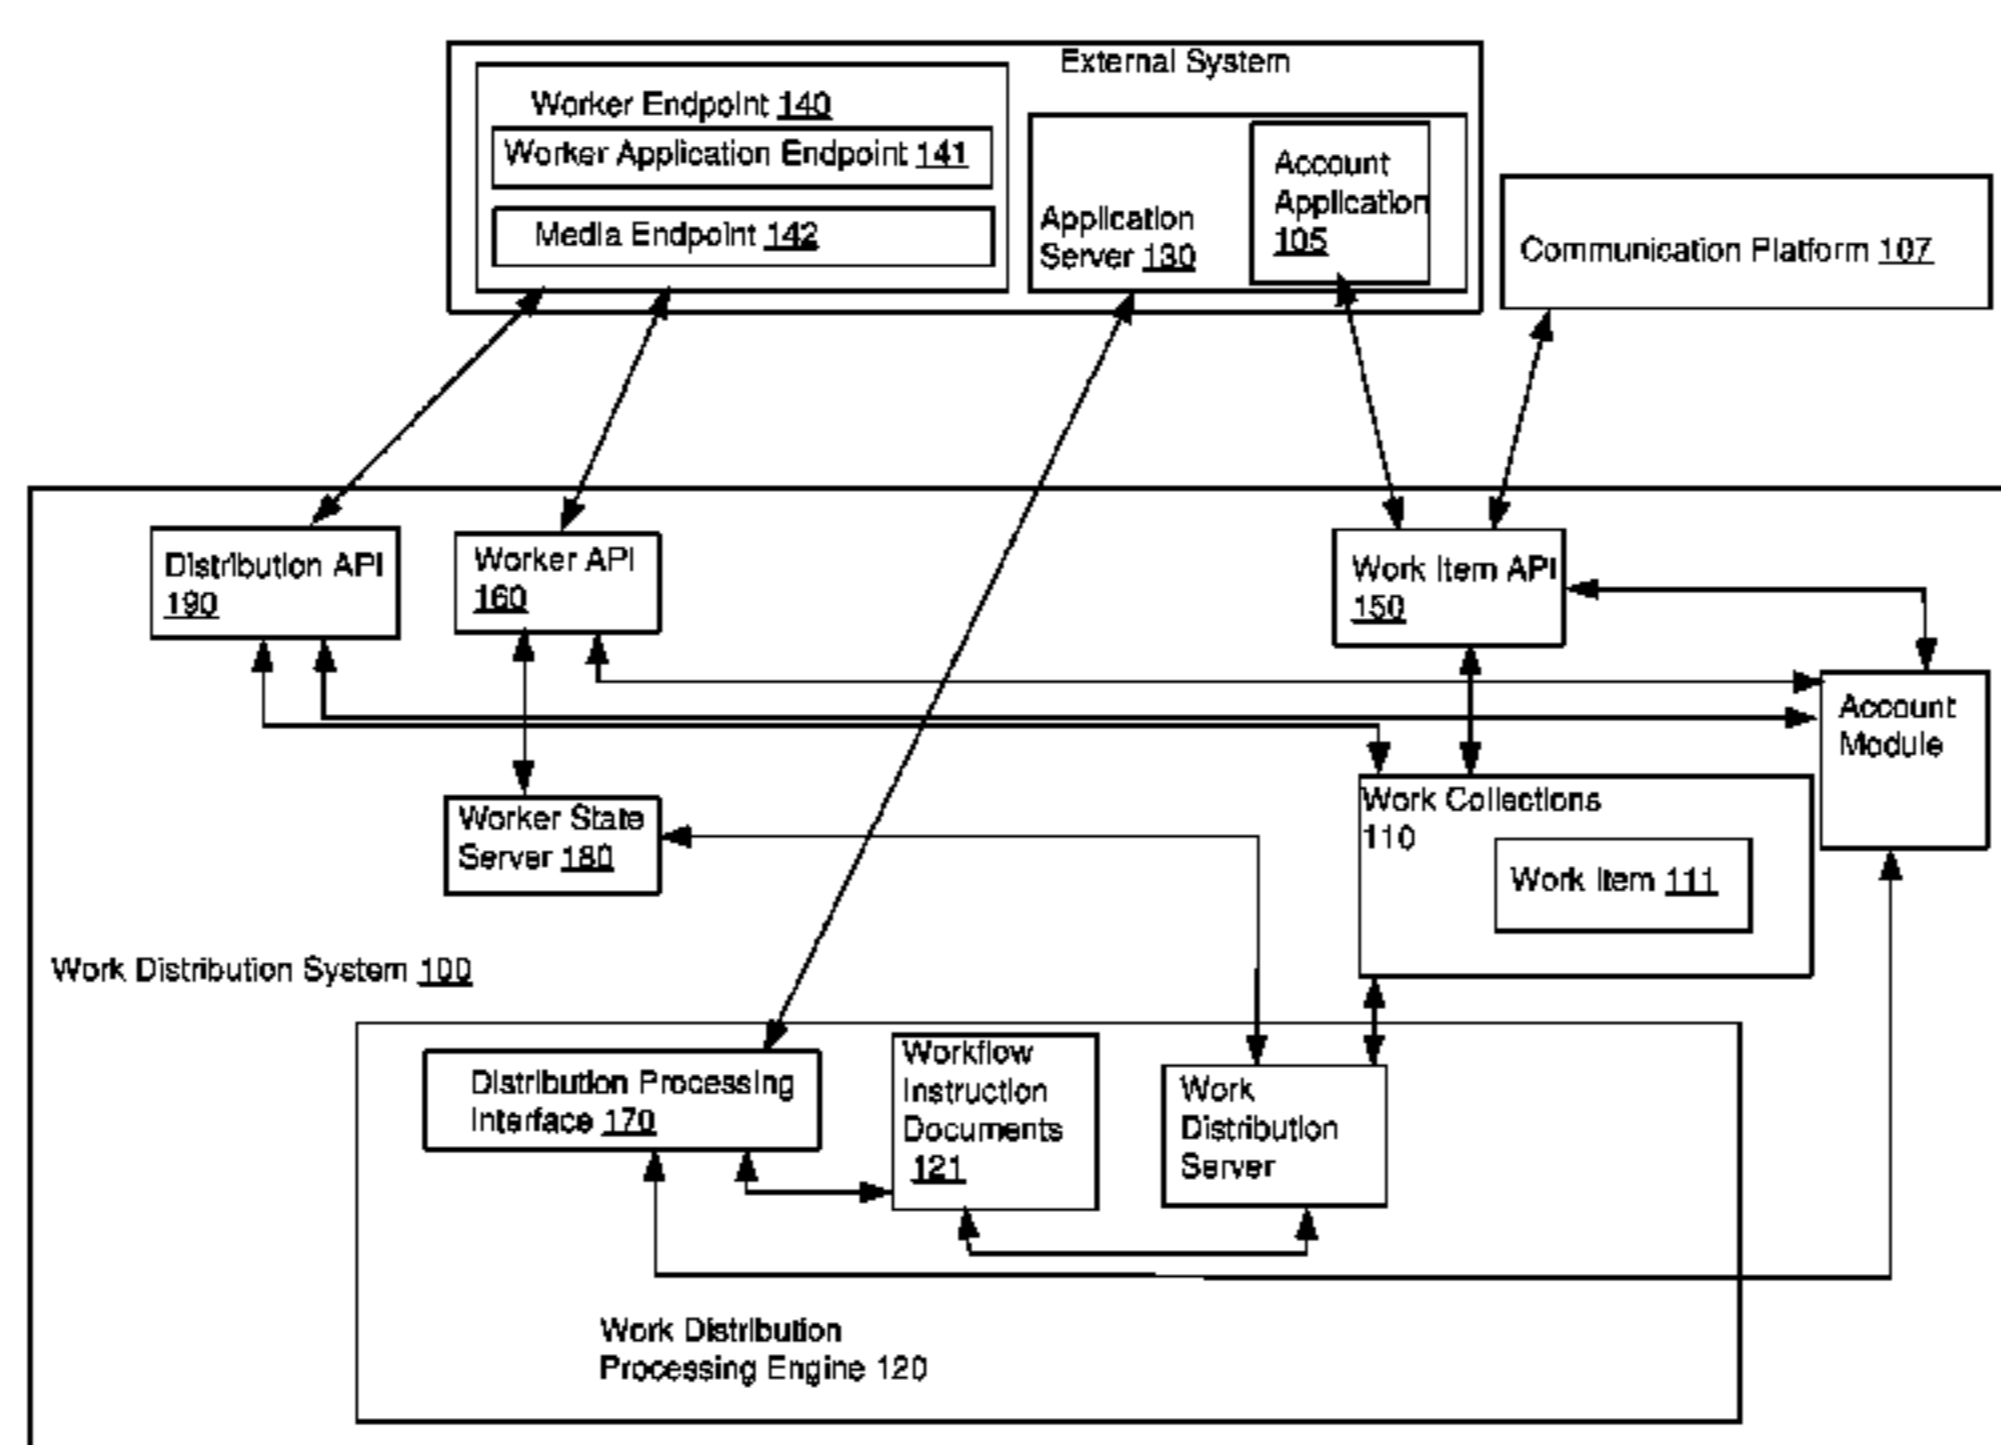 External System
Worker Endpoint 140
Worker Application Endpoint 141
Media Endpoint 142
Application
Server 130
Account
Application
105
Communication Platform 107
Distribution API
190
Worker API
160
Work Item API
150
Account
Module
Worker State
Server 180
Work Collections
110
Work Item 111
Work Distribution System 100
Distribution Processing
Interface 170
Workflow
Instruction
Documents
121
Work
Distribution
Server
Work Distribution
Processing Engine 120